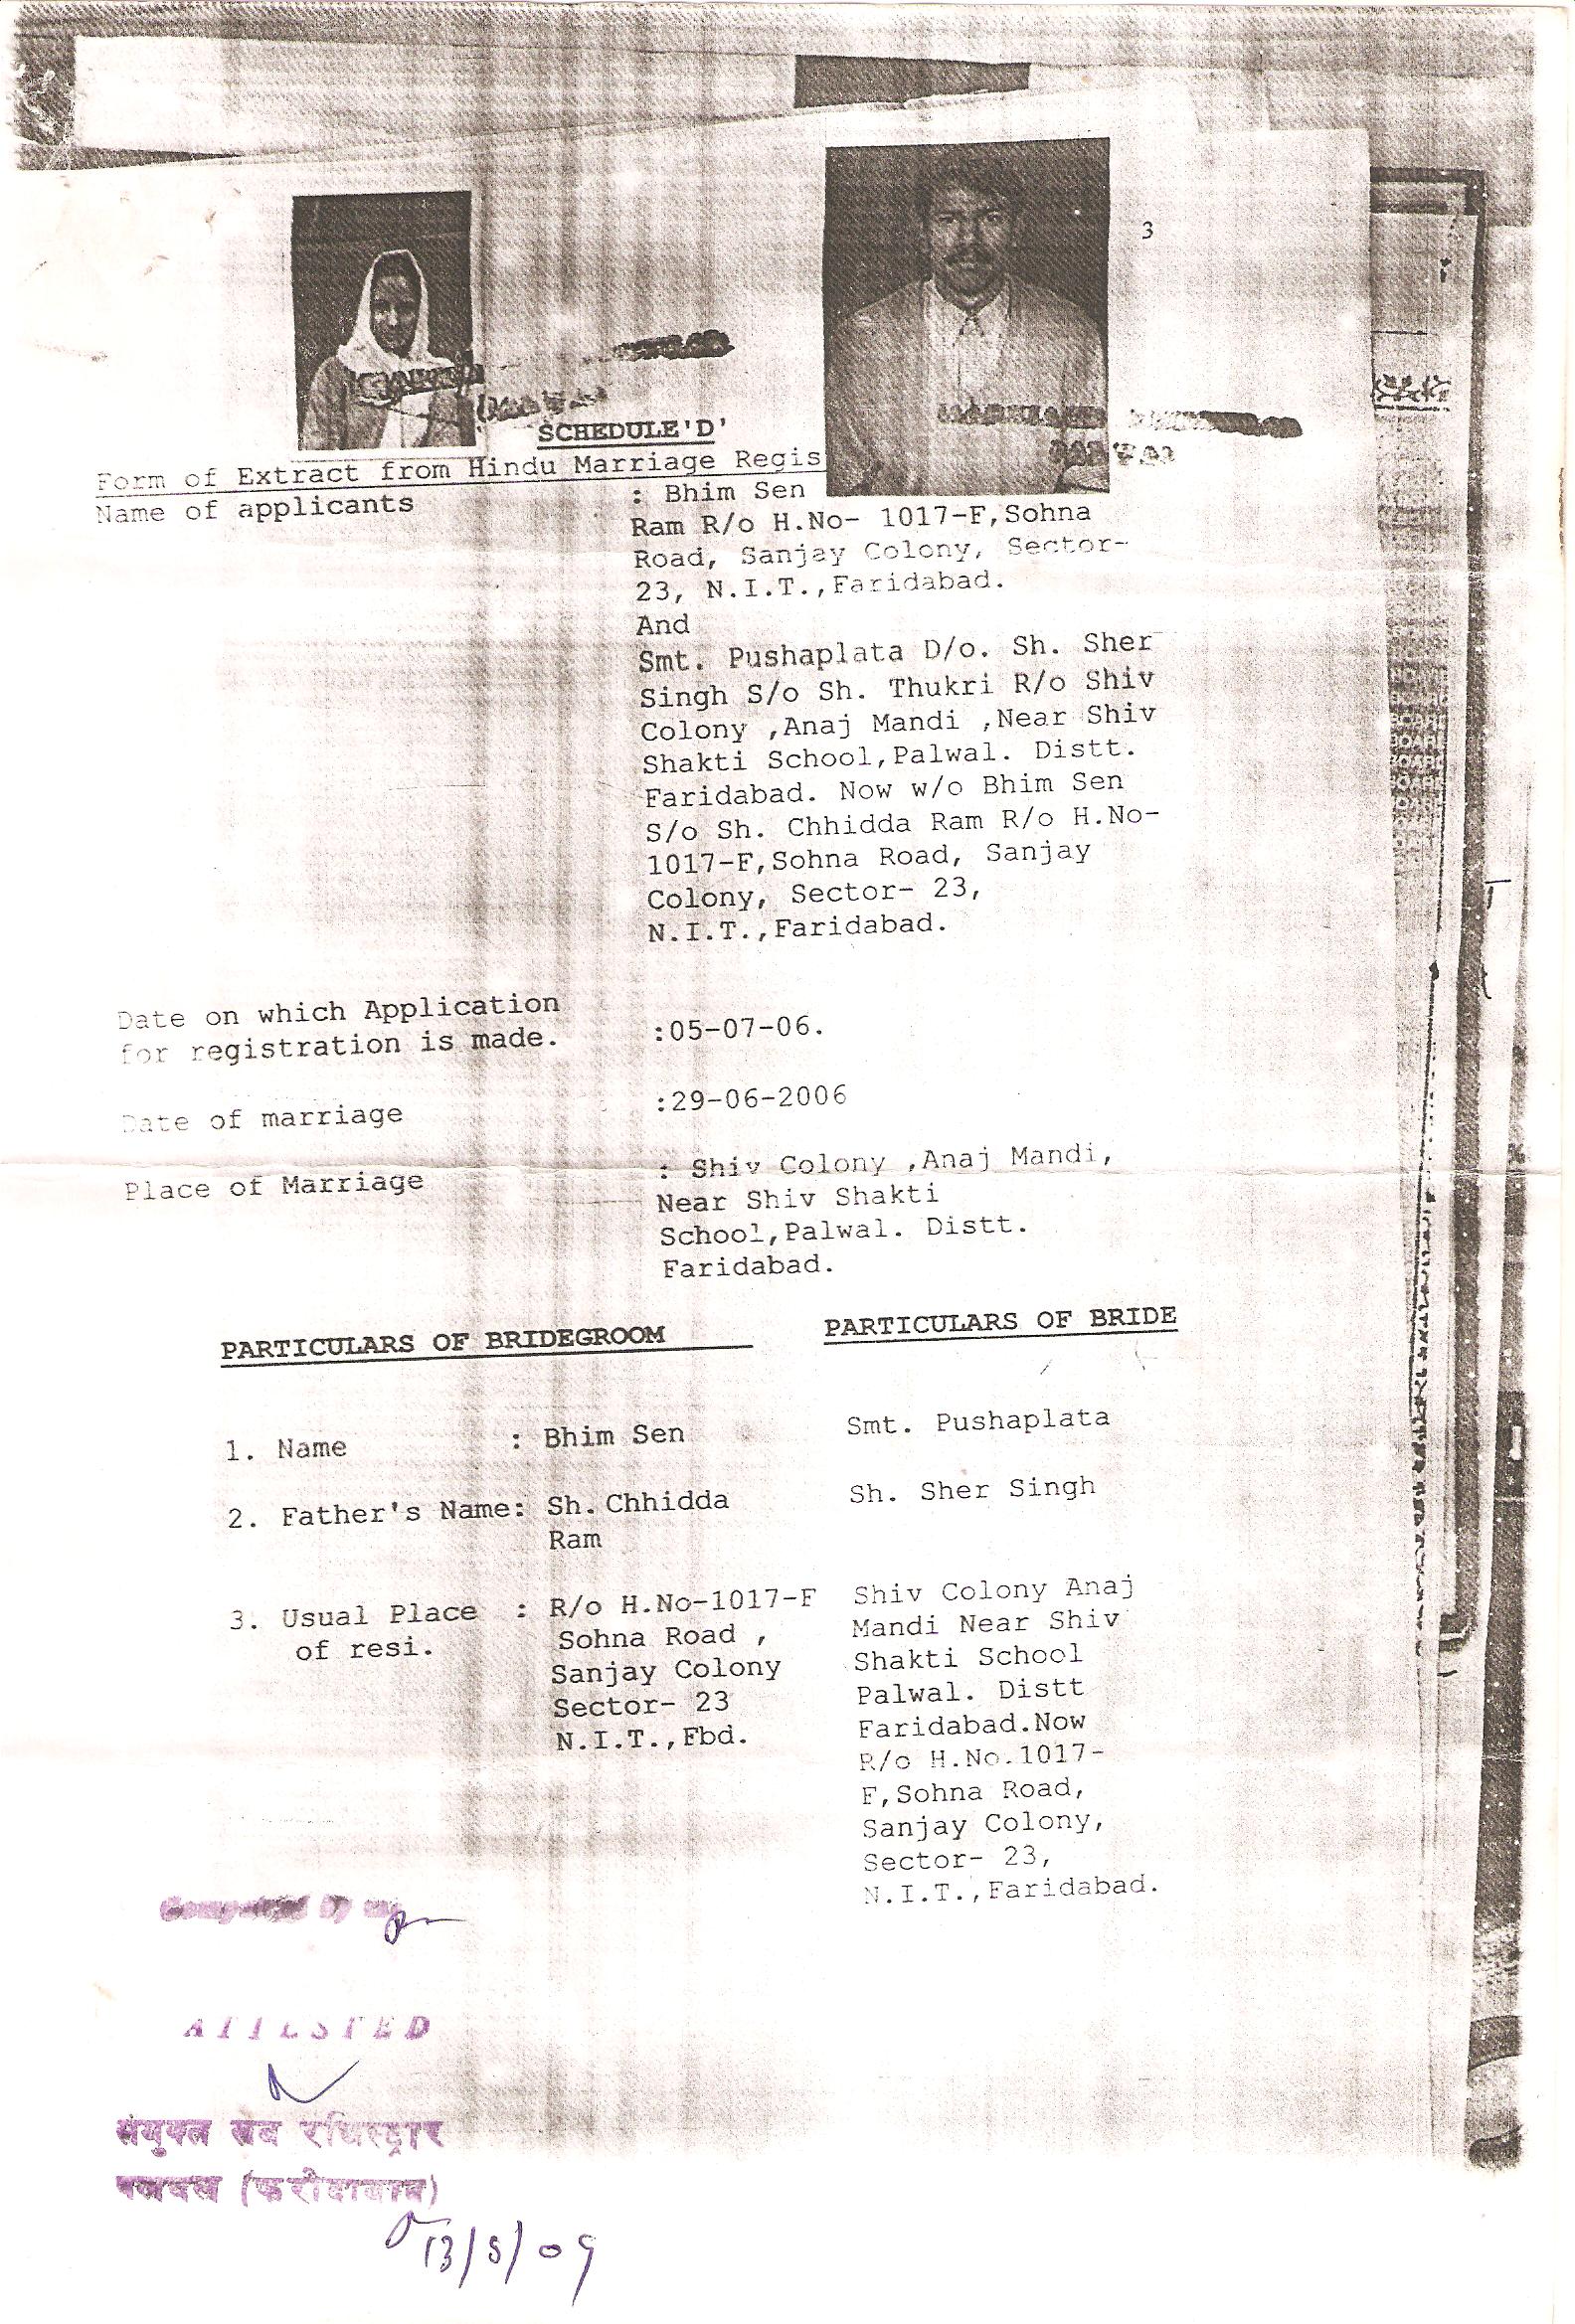 3
SCHEDULE'D'
Form of Extract from Hindu Marriage Regis
Name of applicants : Bhim Sen
Ram R/o H.No- 1017-F,Sohna
Road, Sanjay Colony, Sector-
23, N.I.T.,Faridabad.
And
Smt. Pushaplata D/o. Sh. Sher
Singh S/o Sh. Thukri R/o Shiv
Colony ,Anaj Mandi ,Near Shiv
Shakti School,Palwal. Distt.
Faridabad. Now w/o Bhim Sen
S/o Sh. Chhidda Ram R/o H.No-
1017-F,Sohna Road, Sanjay
Colony, Sector- 23,
N.I.T.,Faridabad.
Date on which Application
for registration is made. :05-07-06.
Date of marriage :29-06-2006
Place of Marriage : Shiv Colony ,Anaj Mandi,
Near Shiv Shakti
School,Palwal. Distt.
Faridabad.
PARTICULARS OF BRIDEGROOM PARTICULARS OF BRIDE
1. Name : Bhim Sen Smt. Pushaplata
2. Father's Name: Sh. Chhidda Sh. Sher Singh
Ram
3. Usual Place : R/o H.No-1017-F Shiv Colony Anaj
of resi. Sohna Road , Mandi Near Shiv
Sanjay Colony Shakti School
Sector- 23 Palwal. Distt
N.I.T.,Fbd. Faridabad.Now
R/o H.No.1017-
F,Sohna Road,
Sanjay Colony,
Sector- 23,
N.I.T.,Faridabad.
ATTESTED
संयुक्त सब रजिस्ट्रार
पलवल (फरीदाबाद)
13/5/09